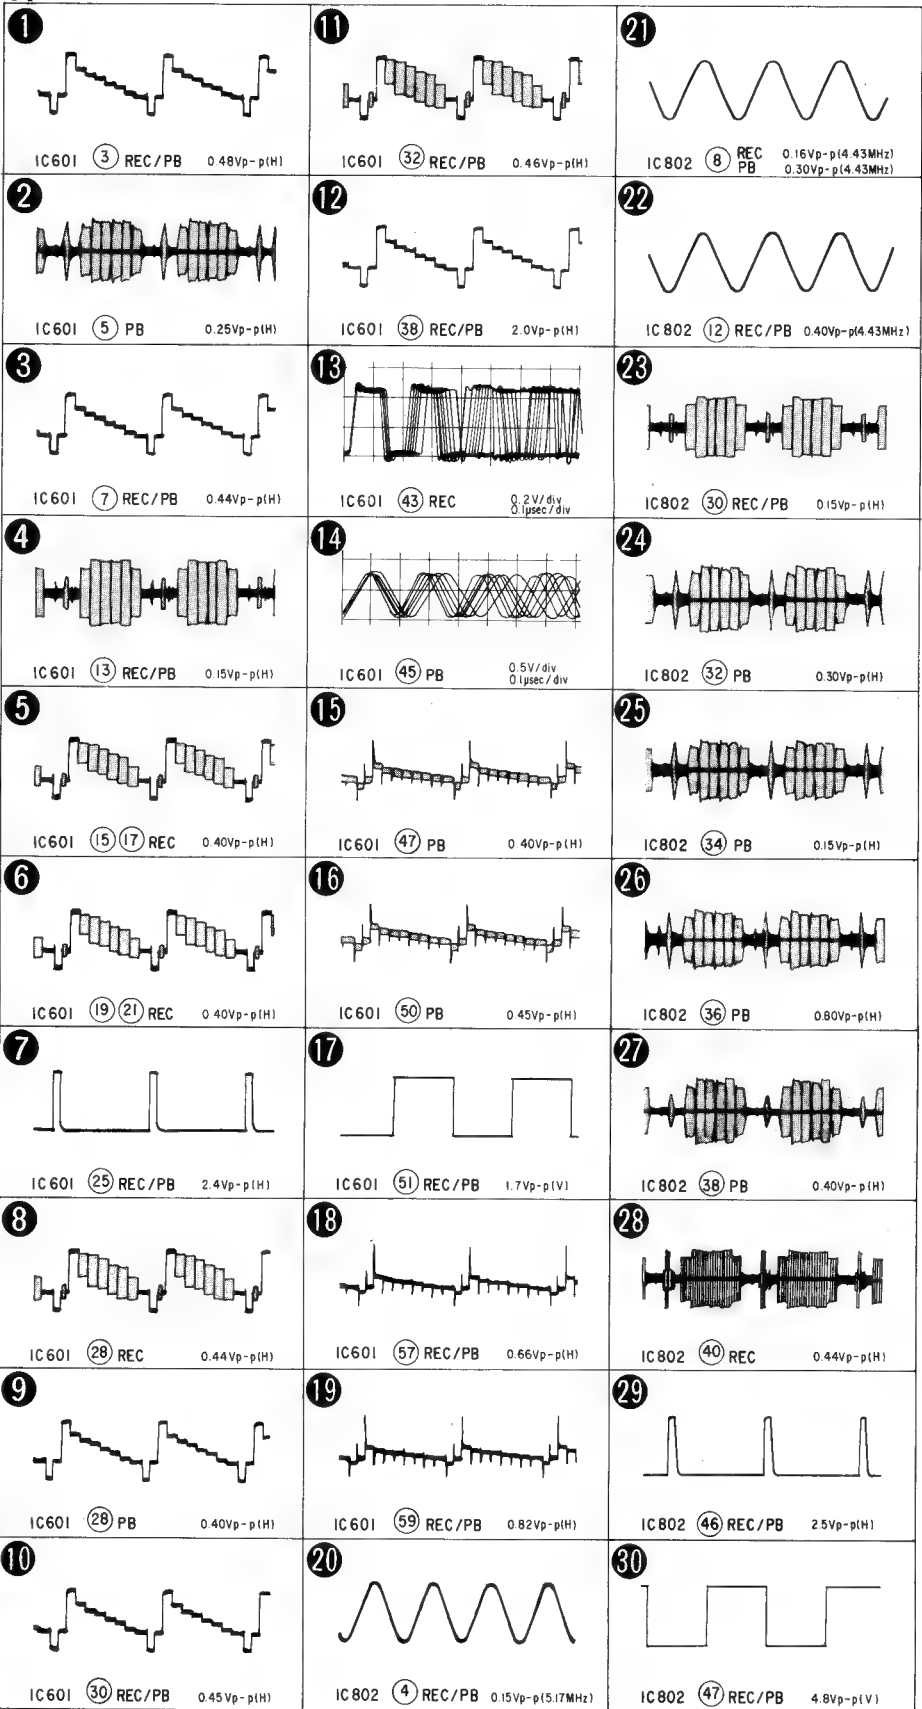 1
IC601 3 REC/PB 0.48Vp-p(H)
2
IC601 5 PB 0.25Vp-p(H)
3
IC601 7 REC/PB 0.44Vp-p(H)
4
IC601 13 REC/PB 0.15Vp-p(H)
5
IC601 15 17 REC 0.40Vp-p(H)
6
IC601 19 21 REC 0.40Vp-p(H)
7
IC601 25 REC/PB 2.4Vp-p(H)
8
IC601 28 REC 0.44Vp-p(H)
9
IC601 28 PB 0.40Vp-p(H)
10
IC601 30 REC/PB 0.45Vp-p(H)
11
IC601 32 REC/PB 0.46Vp-p(H)
12
IC601 38 REC/PB 2.0Vp-p(H)
13
IC601 43 REC 0.2V/div
0.1μsec/div
14
IC601 45 PB 0.5V/div
0.1μsec/div
15
IC601 47 PB 0.40Vp-p(H)
16
IC601 50 PB 0.45Vp-p(H)
17
IC601 51 REC/PB 1.7Vp-p(V)
18
IC601 57 REC/PB 0.66Vp-p(H)
19
IC601 59 REC/PB 0.82Vp-p(H)
20
IC802 4 REC/PB 0.15Vp-p(5.17MHz)
21
IC802 8 REC 0.16Vp-p(4.43MHz)
PB 0.30Vp-p(4.43MHz)
22
IC802 12 REC/PB 0.40Vp-p(4.43MHz)
23
IC802 30 REC/PB 0.15Vp-p(H)
24
IC802 32 PB 0.30Vp-p(H)
25
IC802 34 PB 0.15Vp-p(H)
26
IC802 36 PB 0.80Vp-p(H)
27
IC802 38 PB 0.40Vp-p(H)
28
IC802 40 REC 0.44Vp-p(H)
29
IC802 46 REC/PB 2.5Vp-p(H)
30
IC802 47 REC/PB 4.8Vp-p(V)